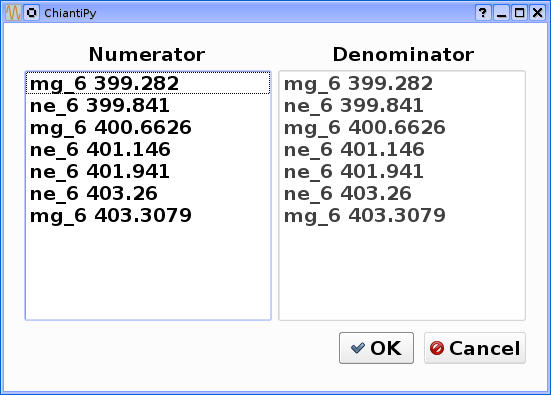 ChiantiPy
Numerator
mg_6 399.282
ne_6 399.841
mg_6 400.6626
ne_6 401.146
ne_6 401.941
ne_6 403.26
mg_6 403.3079
Denominator
mg_6 399.282
ne_6 399.841
mg_6 400.6626
ne_6 401.146
ne_6 401.941
ne_6 403.26
mg_6 403.3079
OK
Cancel